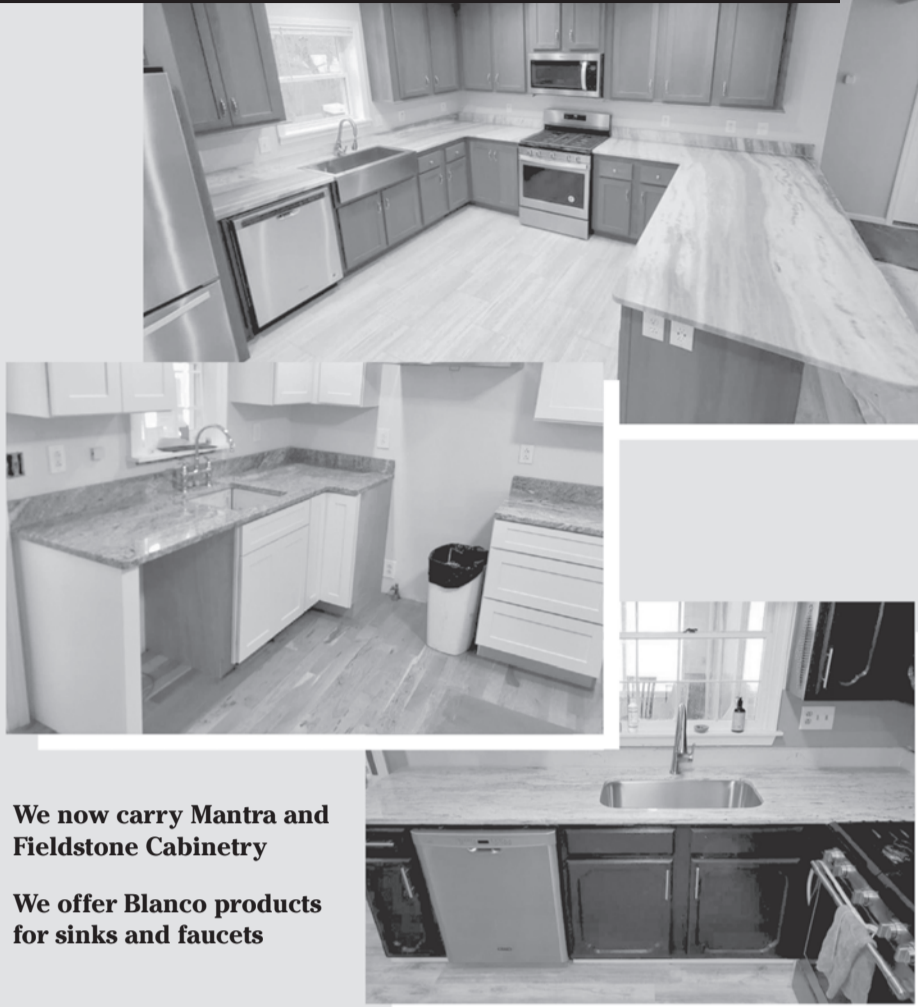 We now carry Mantra and
Fieldstone Cabinetry
We offer Blanco products
for sinks and faucets